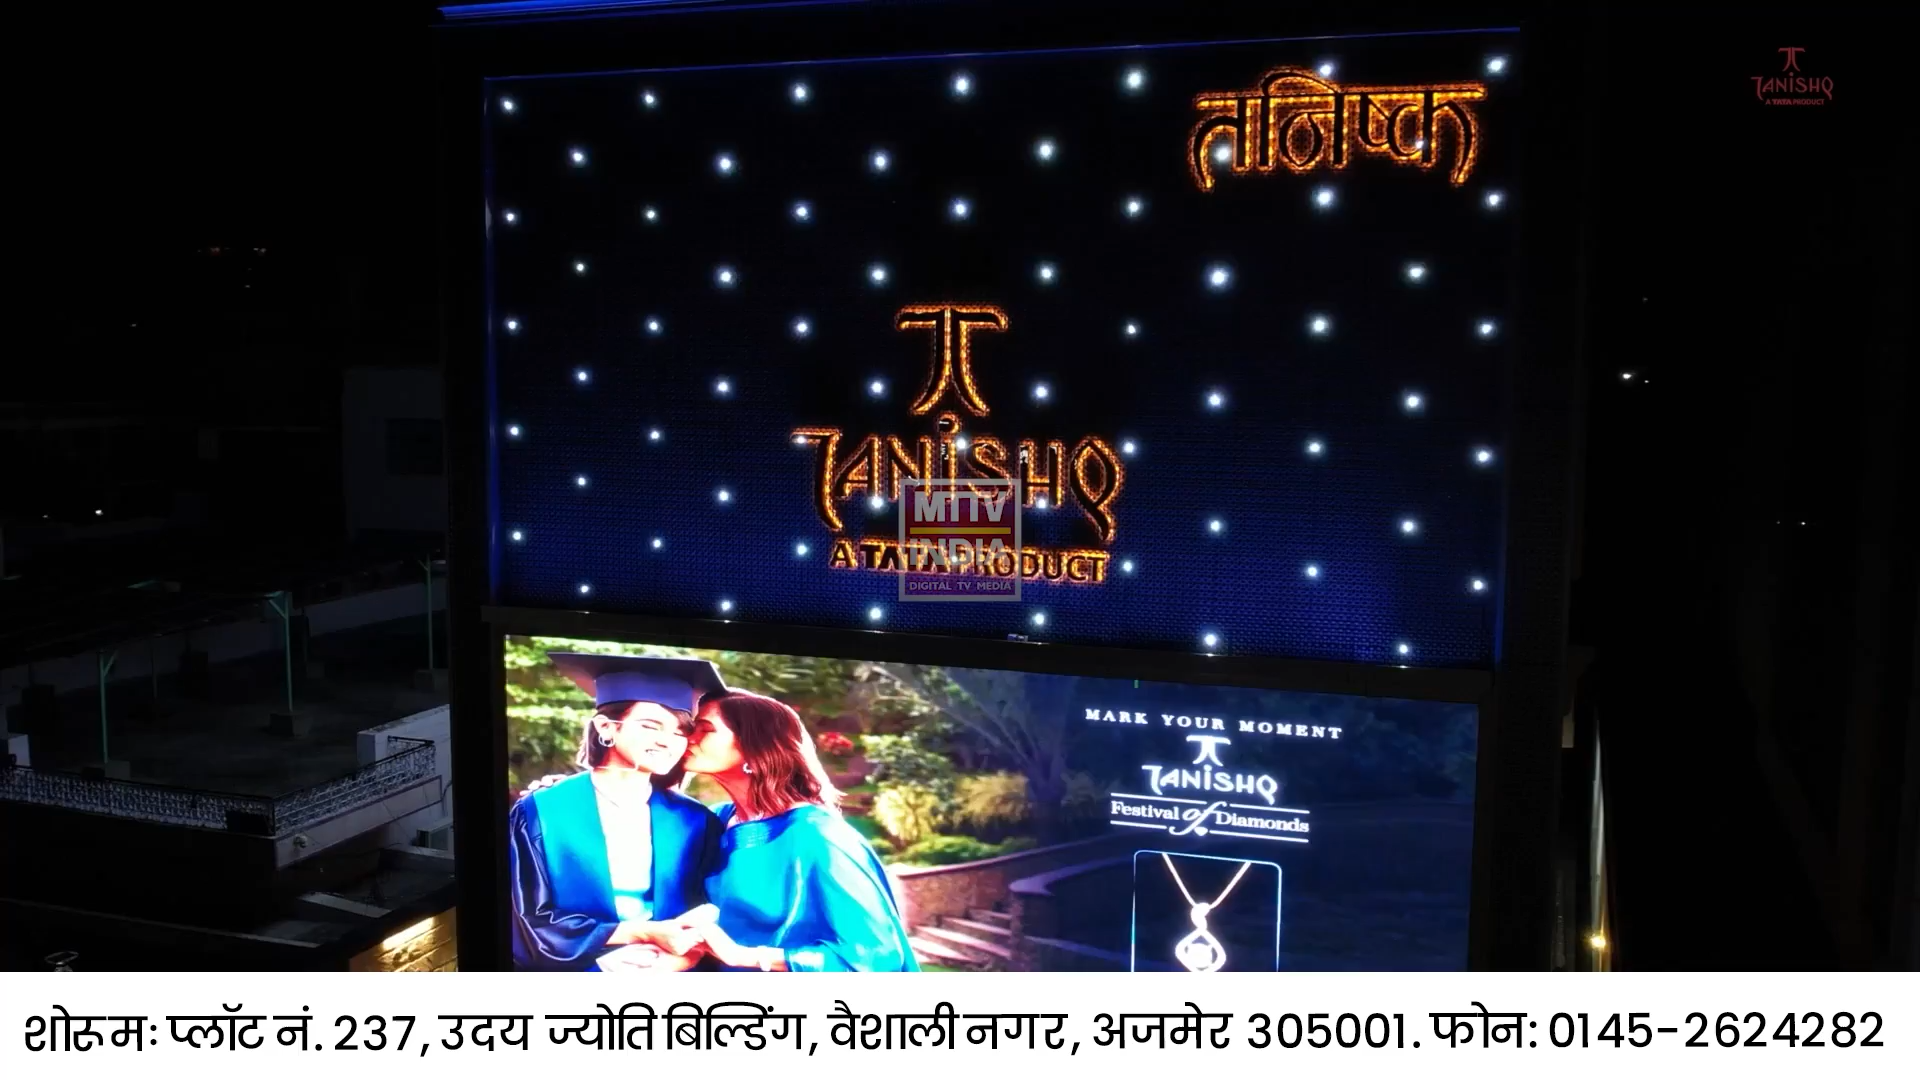 तनिष्क
TANISHQ
A TATA PRODUCT
TANISHQ
A TATA PRODUCT
MTTV
INDIA
DIGITAL TV MEDIA
MARK YOUR MOMENT
TANISHQ
Festival of Diamonds
शोरूमः प्लॉट नं. 237, उदय ज्योति बिल्डिंग, वैशाली नगर, अजमेर 305001. फोन: 0145-2624282